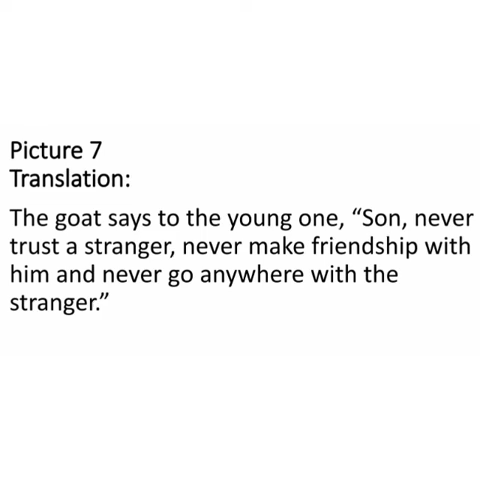 Picture 7
Translation:
The goat says to the young one, “Son, never
trust a stranger, never make friendship with
him and never go anywhere with the
stranger.”